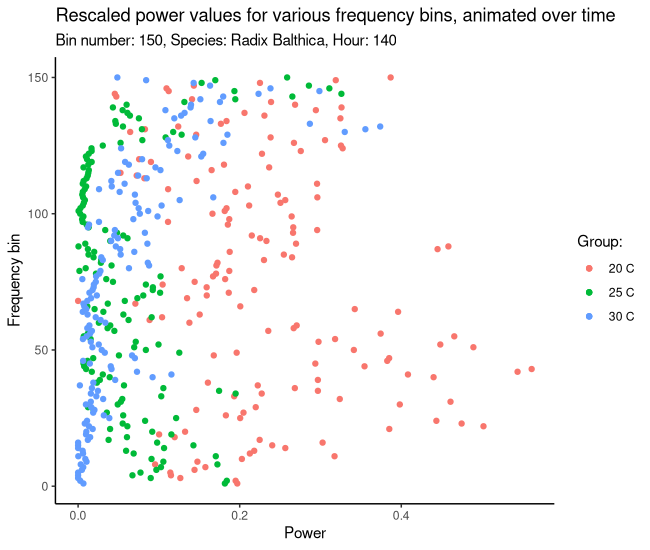 Rescaled power values for various frequency bins, animated over time
Bin number: 150, Species: Radix Balthica, Hour: 140
150
100
50
0
Frequency bin
0.0 0.2 0.4
Power
Group:
20 C
25 C
30 C